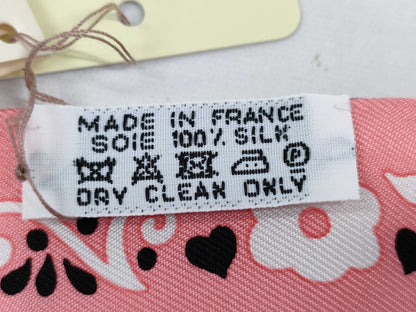 MADE IN FRANCE
SOIE 100% SILK
P
DRY CLEAN ONLY